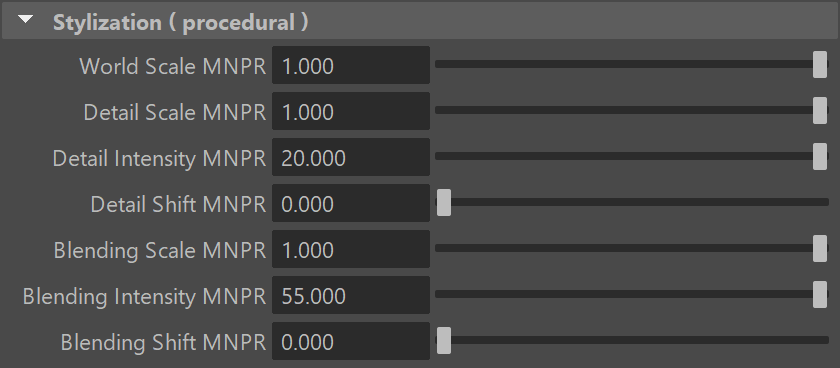 Stylization ( procedural )
World Scale MNPR 1.000
Detail Scale MNPR 1.000
Detail Intensity MNPR 20.000
Detail Shift MNPR 0.000
Blending Scale MNPR 1.000
Blending Intensity MNPR 55.000
Blending Shift MNPR 0.000